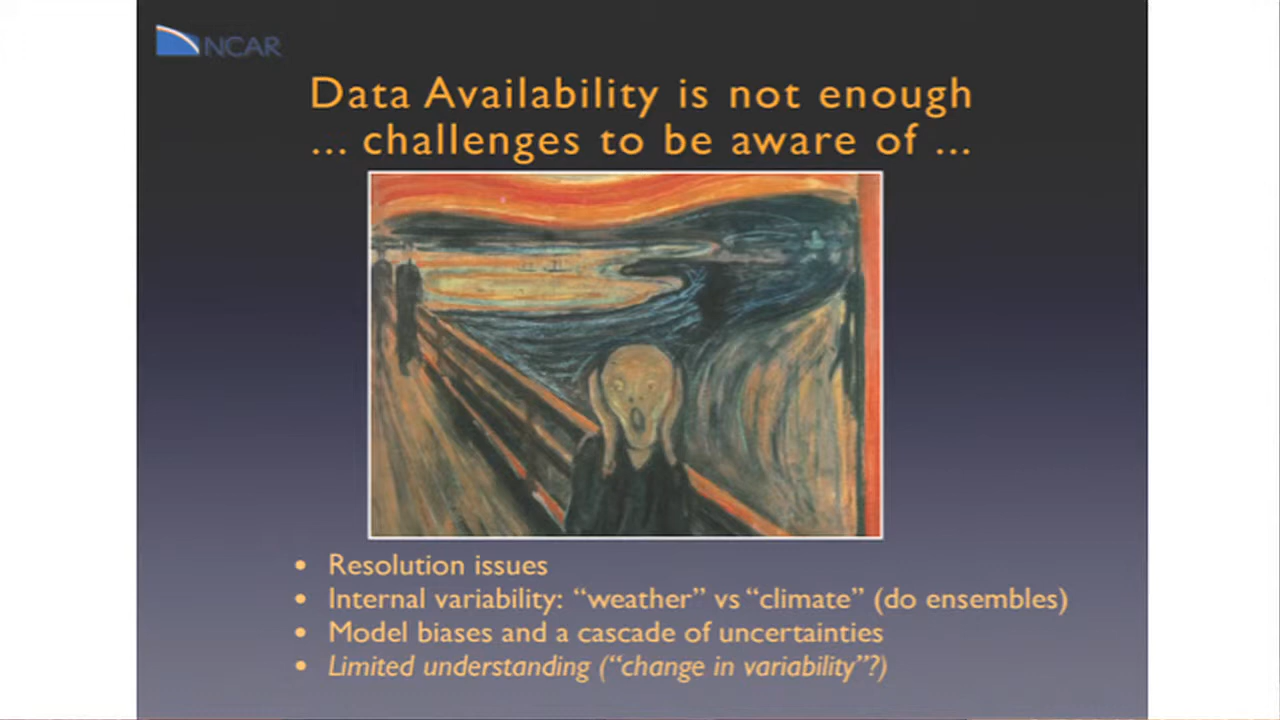 NCAR
Data Availability is not enough
... challenges to be aware of ...
• Resolution issues
• Internal variability: “weather” vs “climate” (do ensembles)
• Model biases and a cascade of uncertainties
• Limited understanding (“change in variability”?)